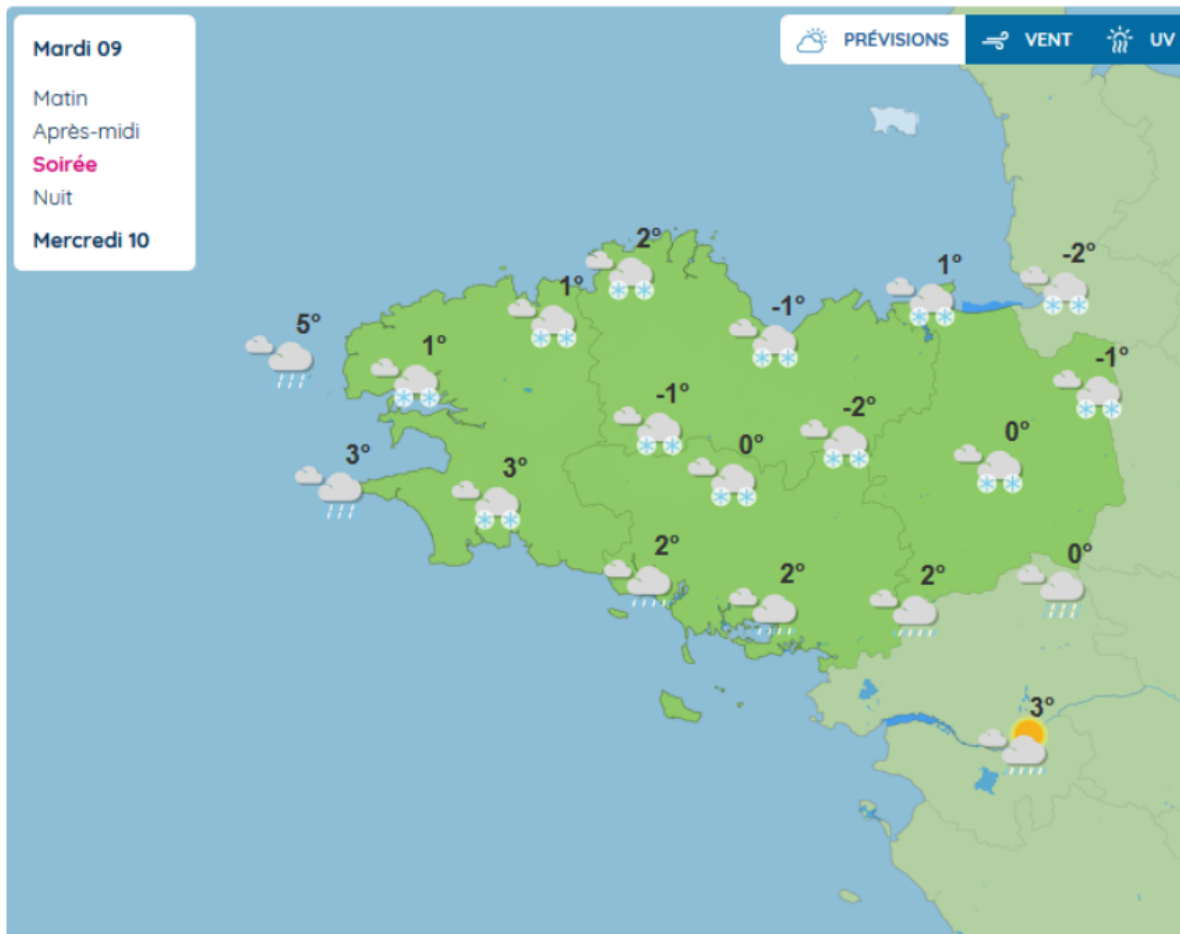 Mardi 09
Matin
Après-midi
Soirée
Nuit
Mercredi 10
PRÉVISIONS
VENT
UV
2°
1°
-2°
1°
5°
-1°
1°
-1°
-1°
-2°
0°
0°
3°
3°
2°
2°
2°
0°
3°